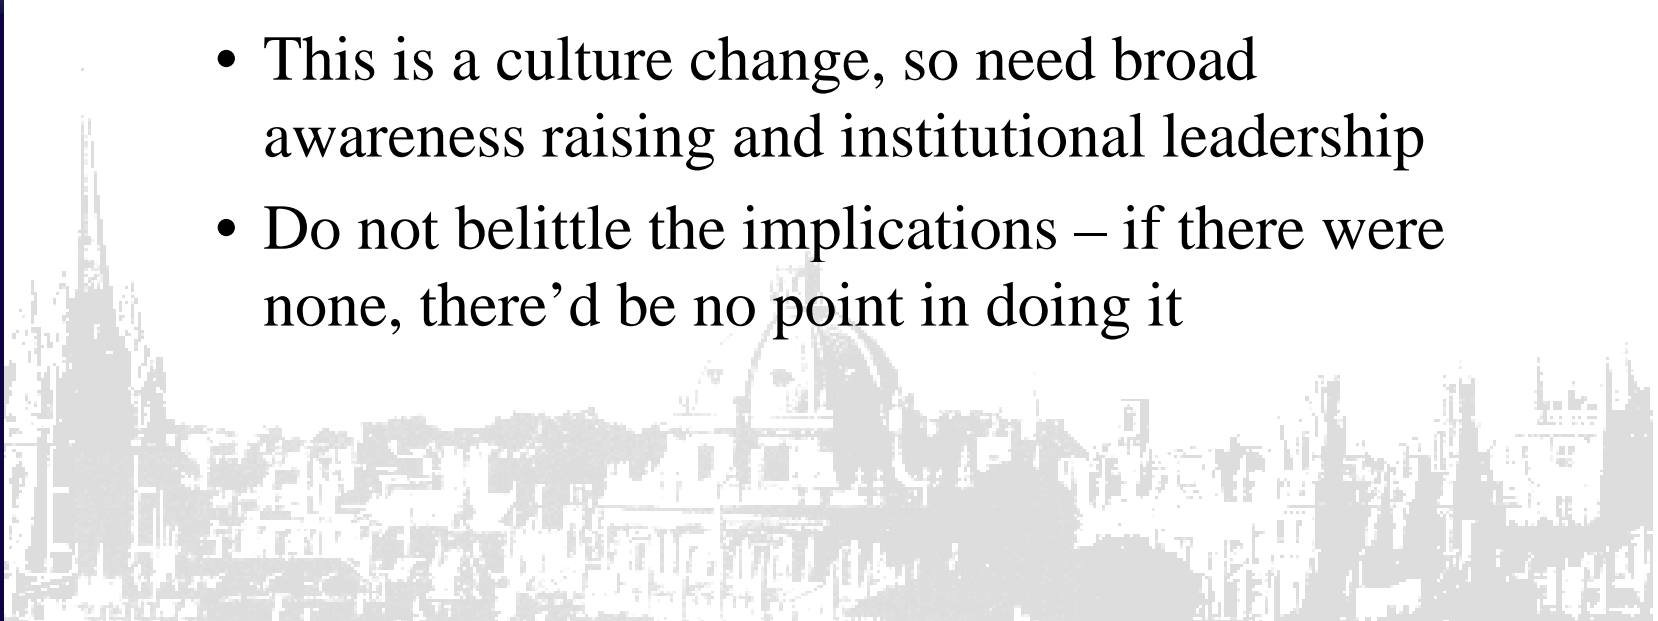 • This is a culture change, so need broad
awareness raising and institutional leadership
• Do not belittle the implications – if there were
none, there’d be no point in doing it